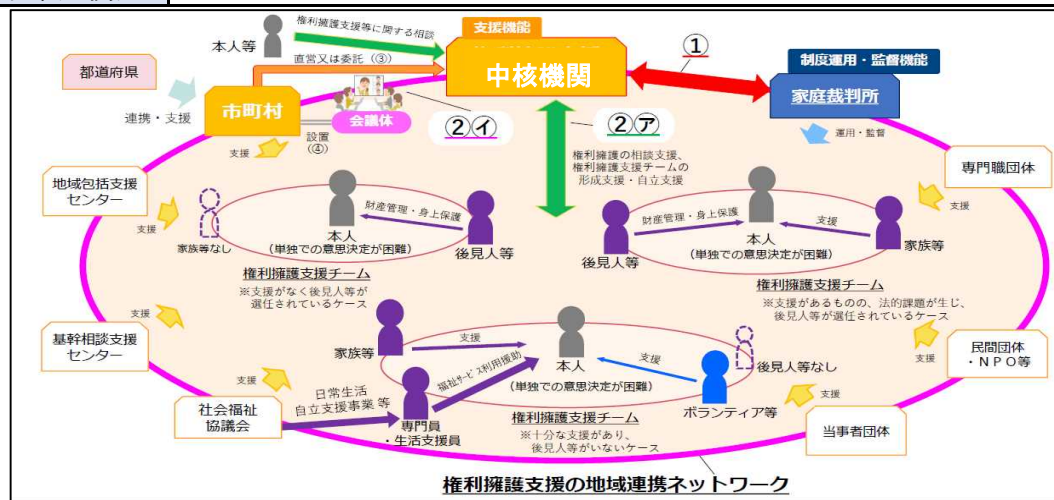 権利擁護支援等に関する相談
本人等
支援機能
中核機関
①
制度運用・監督機能
家庭裁判所
都道府県
直営又は委託（③）
市町村
連携・支援
会議体
設置
（④）
②イ
②ア
運用・監督
支援
権利擁護の相談支援、
権利擁護支援チームの
形成支援・自立支援
専門職団体
支援
地域包括支援
センター
支援
家族等なし
財産管理・身上保護
本人
（単独での意思決定が困難）
後見人等
権利擁護支援チーム
※支援がなく後見人等が
選任されているケース
財産管理・身上保護
支援
後見人等
本人
（単独での意思決定が困難）
家族等
権利擁護支援チーム
※支援があるものの、法的課題が生じ、
後見人等が選任されているケース
基幹相談支援
センター
支援
民間団体
・ＮＰＯ等
支援
家族等
支援
福祉サービス利用援助
本人
（単独での意思決定が困難）
支援
後見人等なし
ボランティア等
支援
日常生活
自立支援事業 等
社会福祉
協議会
専門員
・生活支援員
権利擁護支援チーム
※十分な支援があり、
後見人等がいないケース
当事者団体
権利擁護支援の地域連携ネットワーク